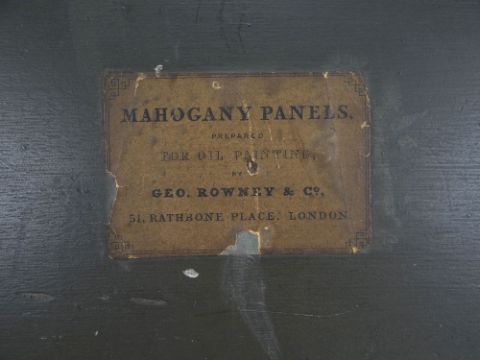 MAHOGANY PANELS.
PREPARED
FOR OIL PAINTING,
BY
GEO. ROWNEY & Co.
51, RATHBONE PLACE, LONDON.